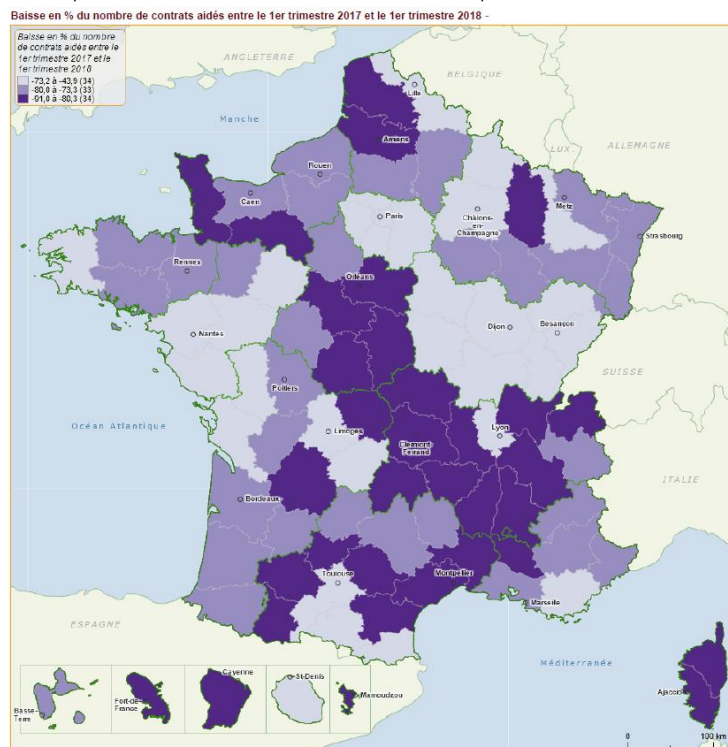 Baisse en % du nombre de contrats aidés entre le 1er trimestre 2017 et le 1er trimestre 2018 -
Baisse en % du nombre
de contrats aidés entre le
1er trimestre 2017 et le
1er trimestre 2018
-73,2 à -43,9 (34)
-80,0 à -73,3 (33)
-91,0 à -80,3 (34)
ANGLETERRE
BELGIQUE
Lille
Manche
ALLEMAGNE
LUX.
Amiens
Rouen
Caen
Metz
Paris
Châlons-
en-
Champagne
Strasbourg
Rennes
Orléans
Nantes
Dijon
Besançon
SUISSE
Poitiers
Océan Atlantique
Limoges
Clermont-
Ferrand
Lyon
ITALIE
Bordeaux
Toulouse
Montpellier
Marseille
ESPAGNE
Méditerranée
Ajaccio
Basse-
Terre
Fort-de-
France
Cayenne
St-Denis
Mamoudzou
0 100 km